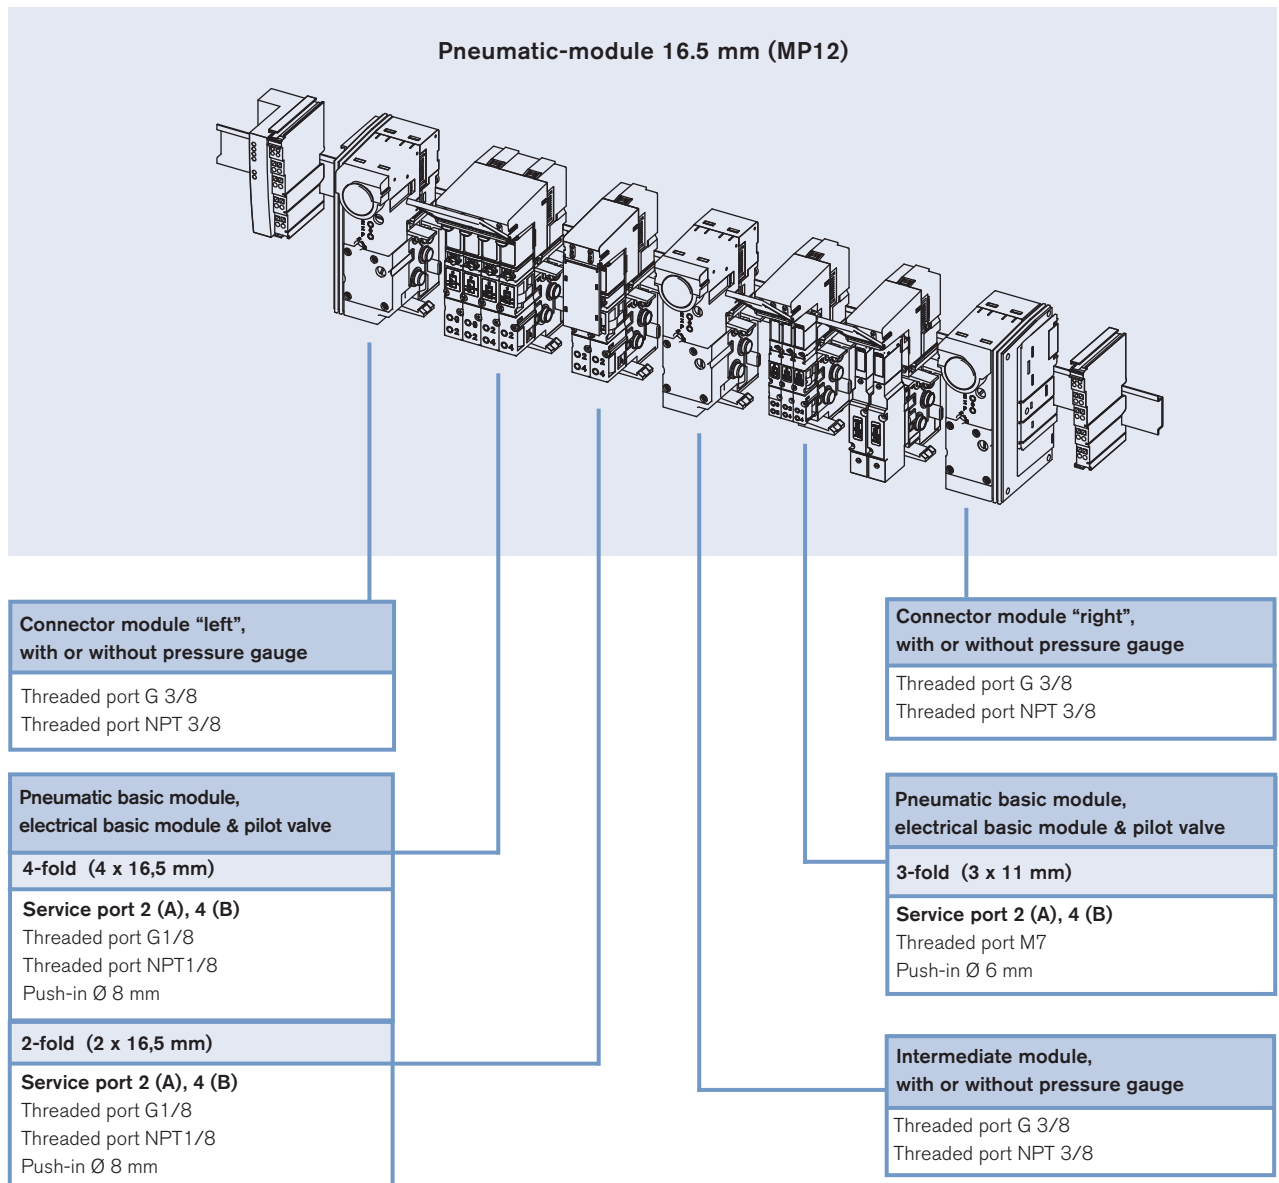 Pneumatic-module 16.5 mm (MP12)
Connector module “left”,
with or without pressure gauge
Threaded port G 3/8
Threaded port NPT 3/8
Pneumatic basic module,
electrical basic module & pilot valve
4-fold (4 x 16,5 mm)
Service port 2 (A), 4 (B)
Threaded port G1/8
Threaded port NPT1/8
Push-in Ø 8 mm
2-fold (2 x 16,5 mm)
Service port 2 (A), 4 (B)
Threaded port G1/8
Threaded port NPT1/8
Push-in Ø 8 mm
Connector module “right”,
with or without pressure gauge
Threaded port G 3/8
Threaded port NPT 3/8
Pneumatic basic module,
electrical basic module & pilot valve
3-fold (3 x 11 mm)
Service port 2 (A), 4 (B)
Threaded port M7
Push-in Ø 6 mm
Intermediate module,
with or without pressure gauge
Threaded port G 3/8
Threaded port NPT 3/8